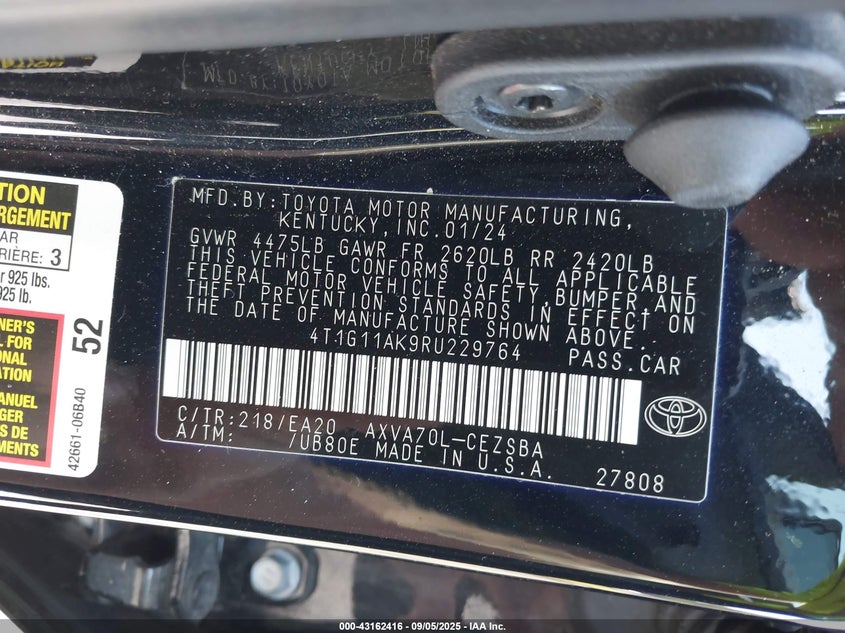 MFD.BY:TOYOTA MOTOR MANUFACTURING,
KENTUCKY,INC.01/24
GVWR 4475LB GAWR FR 2620LB RR 2420LB
THIS VEHICLE CONFORMS TO ALL APPLICABLE
FEDERAL MOTOR VEHICLE SAFETY,BUMPER,AND
THEFT PREVENTION STANDARDS IN EFFECT ON
THE DATE OF MANUFACTURE SHOWN ABOVE.
4T1G11AK9RU229764 PASS.CAR
C/TR:218/EA20 AXVA70L-CEZSBA
A/TM: /UB80E MADE IN U.S.A.
27808
TION
RGEMENT
AR
RIÈRE: 3
r 925 lbs.
925 lb.
NER'S
L FOR
ONAL
ATION
ANUEL
GER
LES
52
42661-06B40
000-43162416 - 09/05/2025 - IAA Inc.